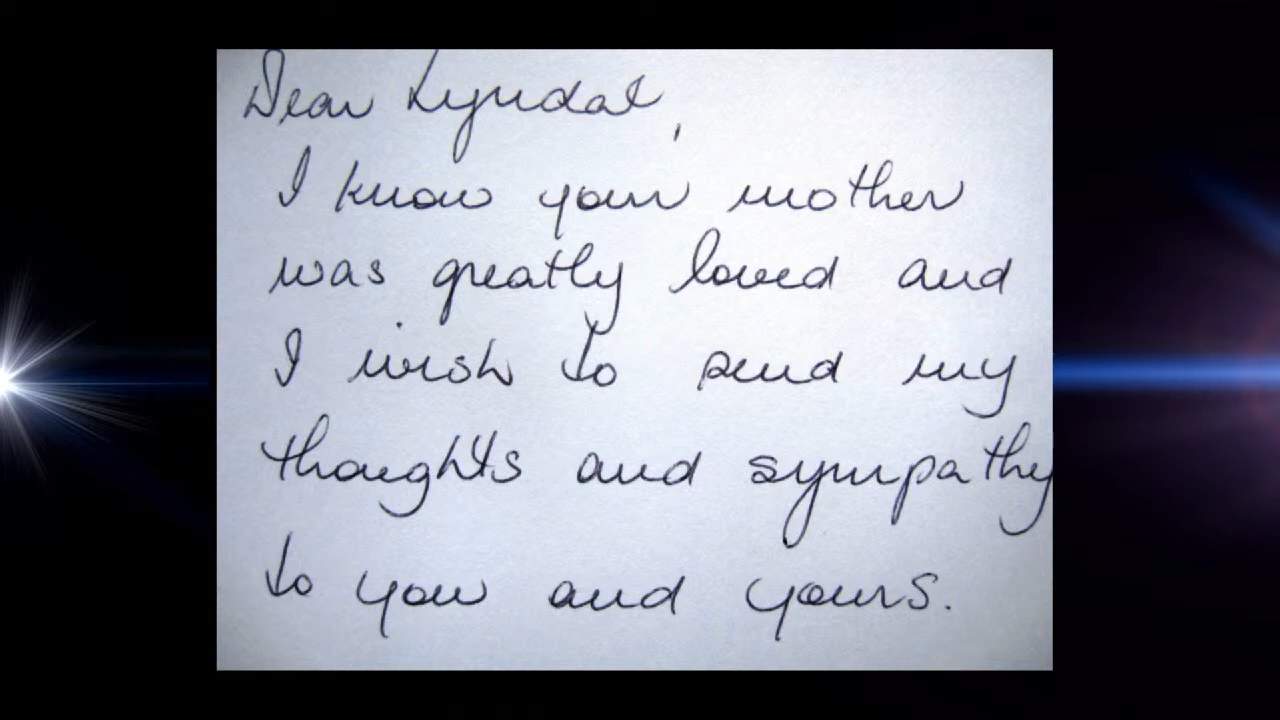 Dear Lyndal,
I know your mother
was greatly loved and
I wish to send my
thoughts and sympathy
to you and yours.